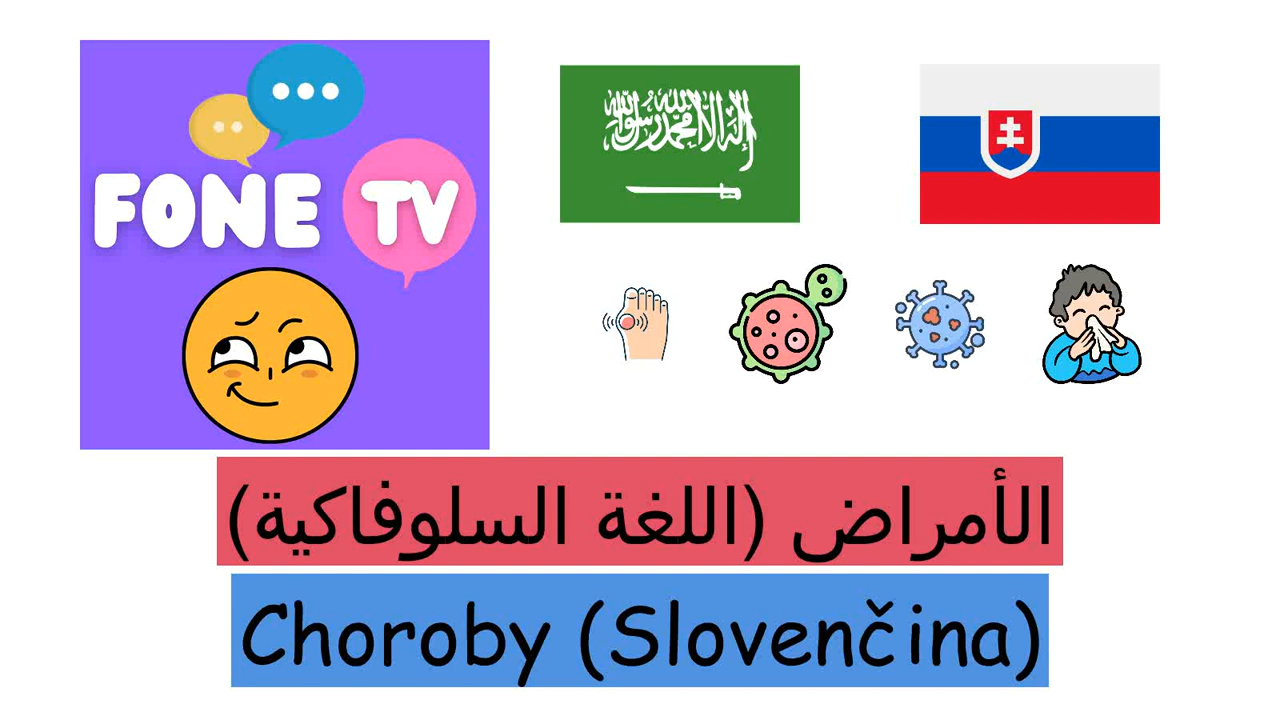 FONE TV
لا إله إلا الله محمد رسول الله
الأمراض (اللغة السلوفاكية)
Choroby (Slovenčina)